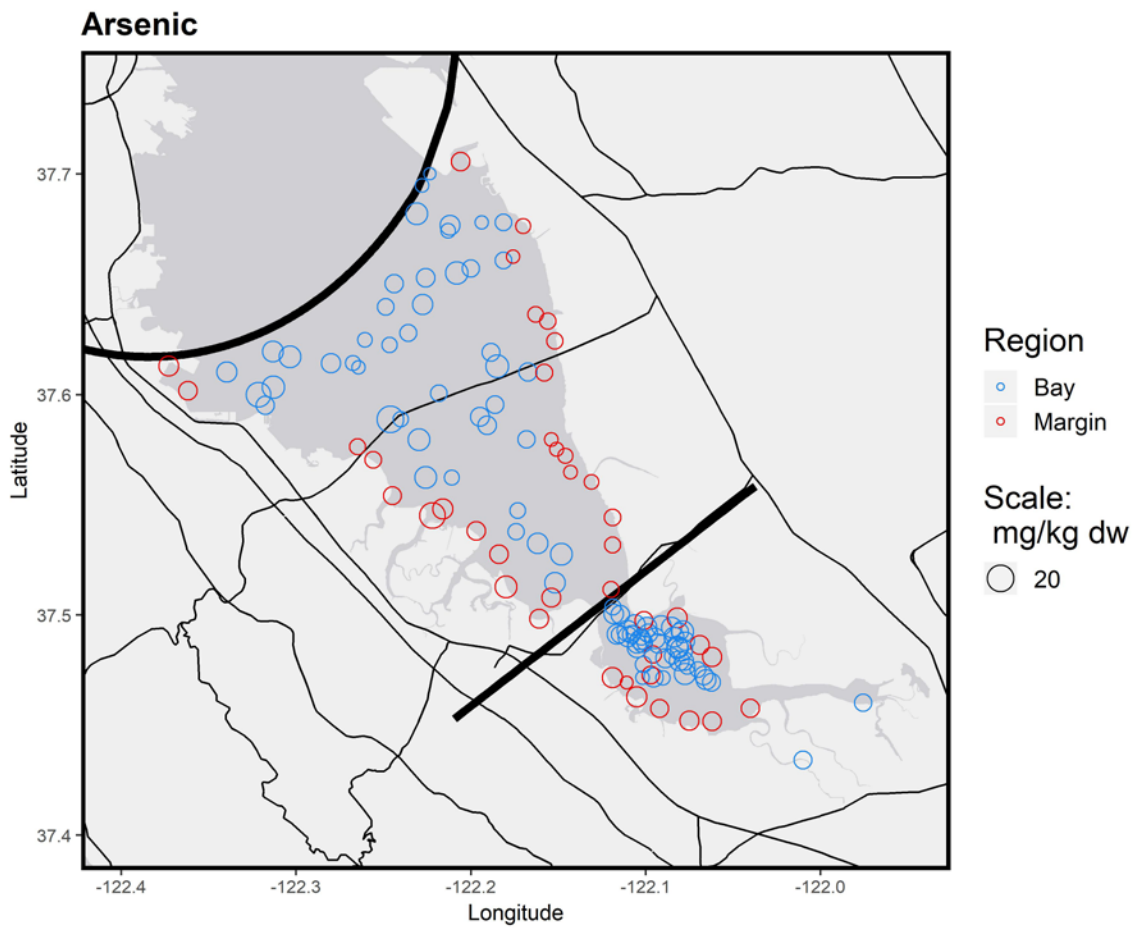 Arsenic
37.7
37.6
37.5
37.4
Latitude
-122.4
-122.3
-122.2
-122.1
-122.0
Longitude
Region
Bay
Margin
Scale:
mg/kg dw
20